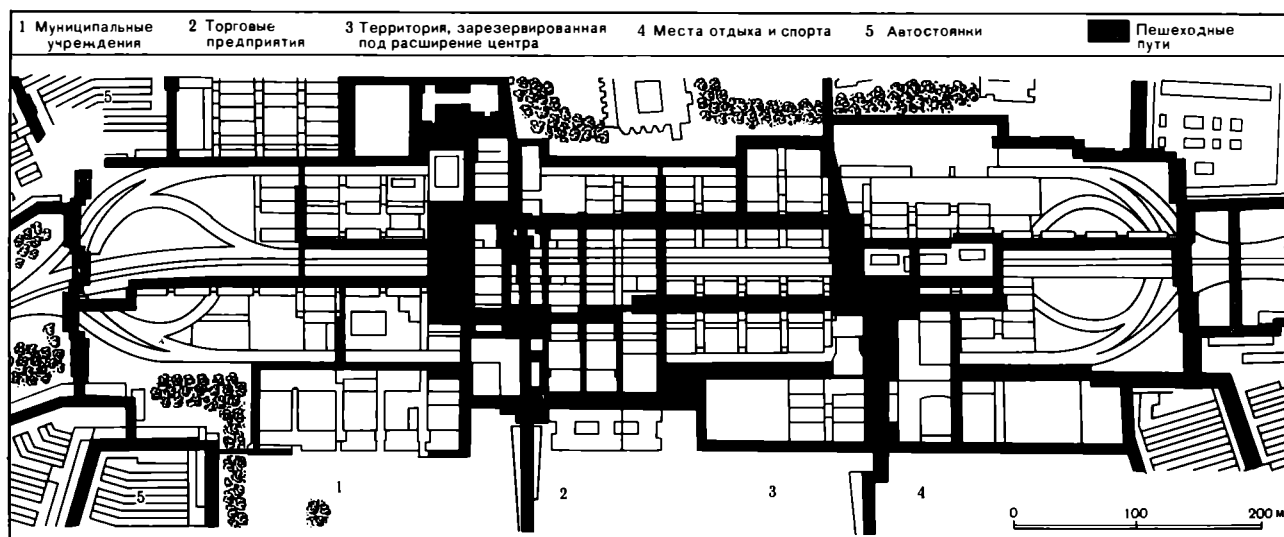 1 Муниципальные учреждения
2 Торговые предприятия
3 Территория, зарезервированная под расширение центра
4 Места отдыха и спорта
5 Автостоянки
Пешеходные пути
5
5
1
2
3
4
0 100 200 м